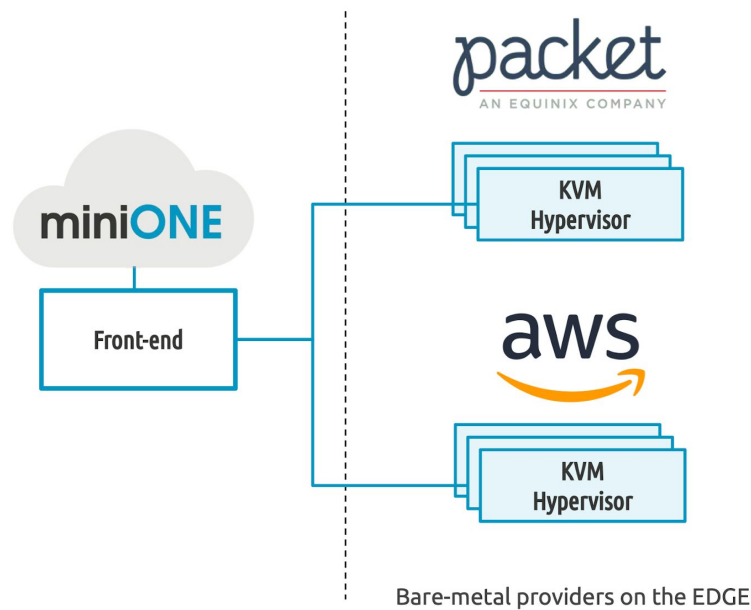 packet
AN EQUINIX COMPANY
KVM
Hypervisor
miniONE
Front-end
aws
KVM
Hypervisor
Bare-metal providers on the EDGE